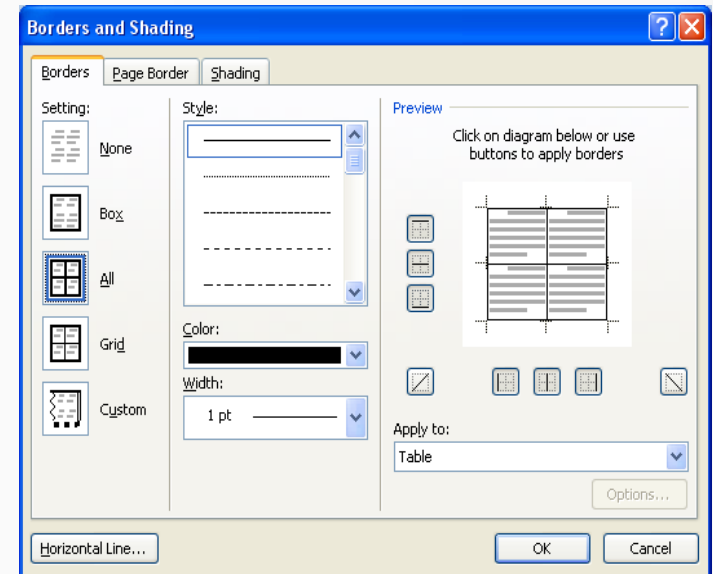 Borders and Shading
Borders Page Border Shading
Setting:
None
Box
All
Grid
Custom
Style:
Color:
Width:
1 pt
Preview
Click on diagram below or use
buttons to apply borders
Apply to:
Table
Options...
Horizontal Line...
OK Cancel